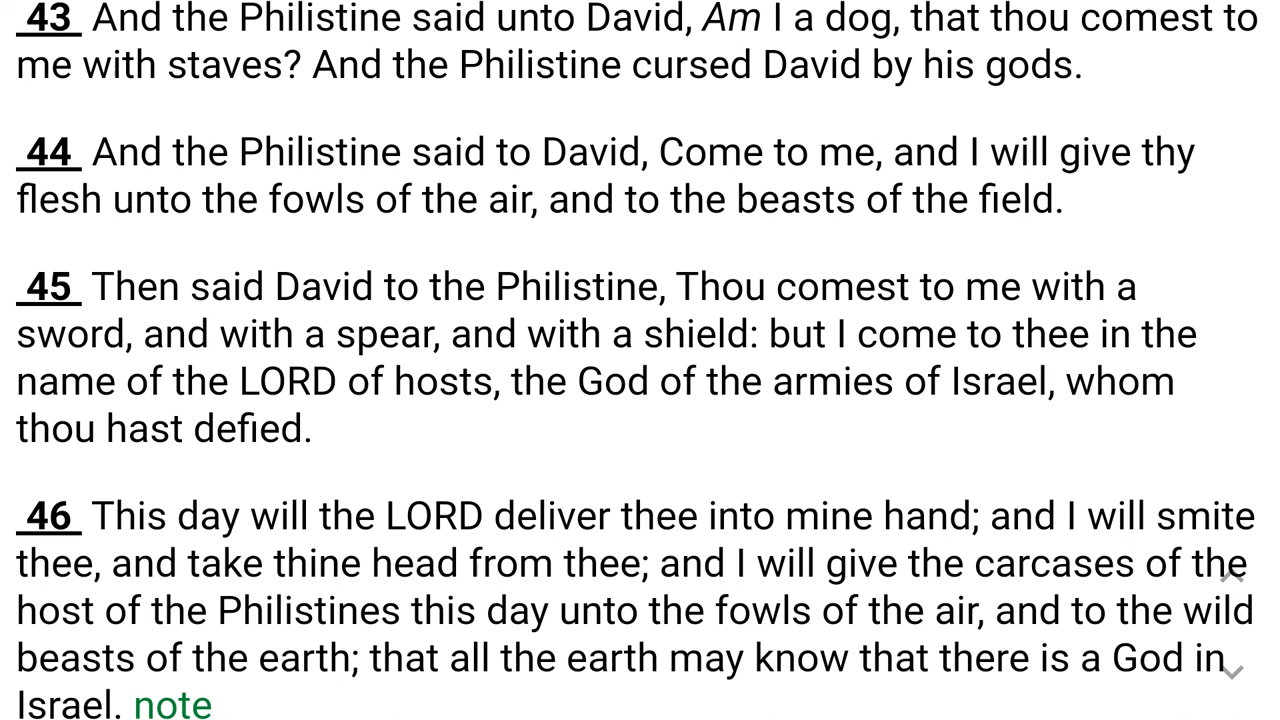 43 And the Philistine said unto David, Am I a dog, that thou comest to
me with staves? And the Philistine cursed David by his gods.
44 And the Philistine said to David, Come to me, and I will give thy
flesh unto the fowls of the air, and to the beasts of the field.
45 Then said David to the Philistine, Thou comest to me with a
sword, and with a spear, and with a shield: but I come to thee in the
name of the LORD of hosts, the God of the armies of Israel, whom
thou hast defied.
46 This day will the LORD deliver thee into mine hand; and I will smite
thee, and take thine head from thee; and I will give the carcases of the
host of the Philistines this day unto the fowls of the air, and to the wild
beasts of the earth; that all the earth may know that there is a God in
Israel. note